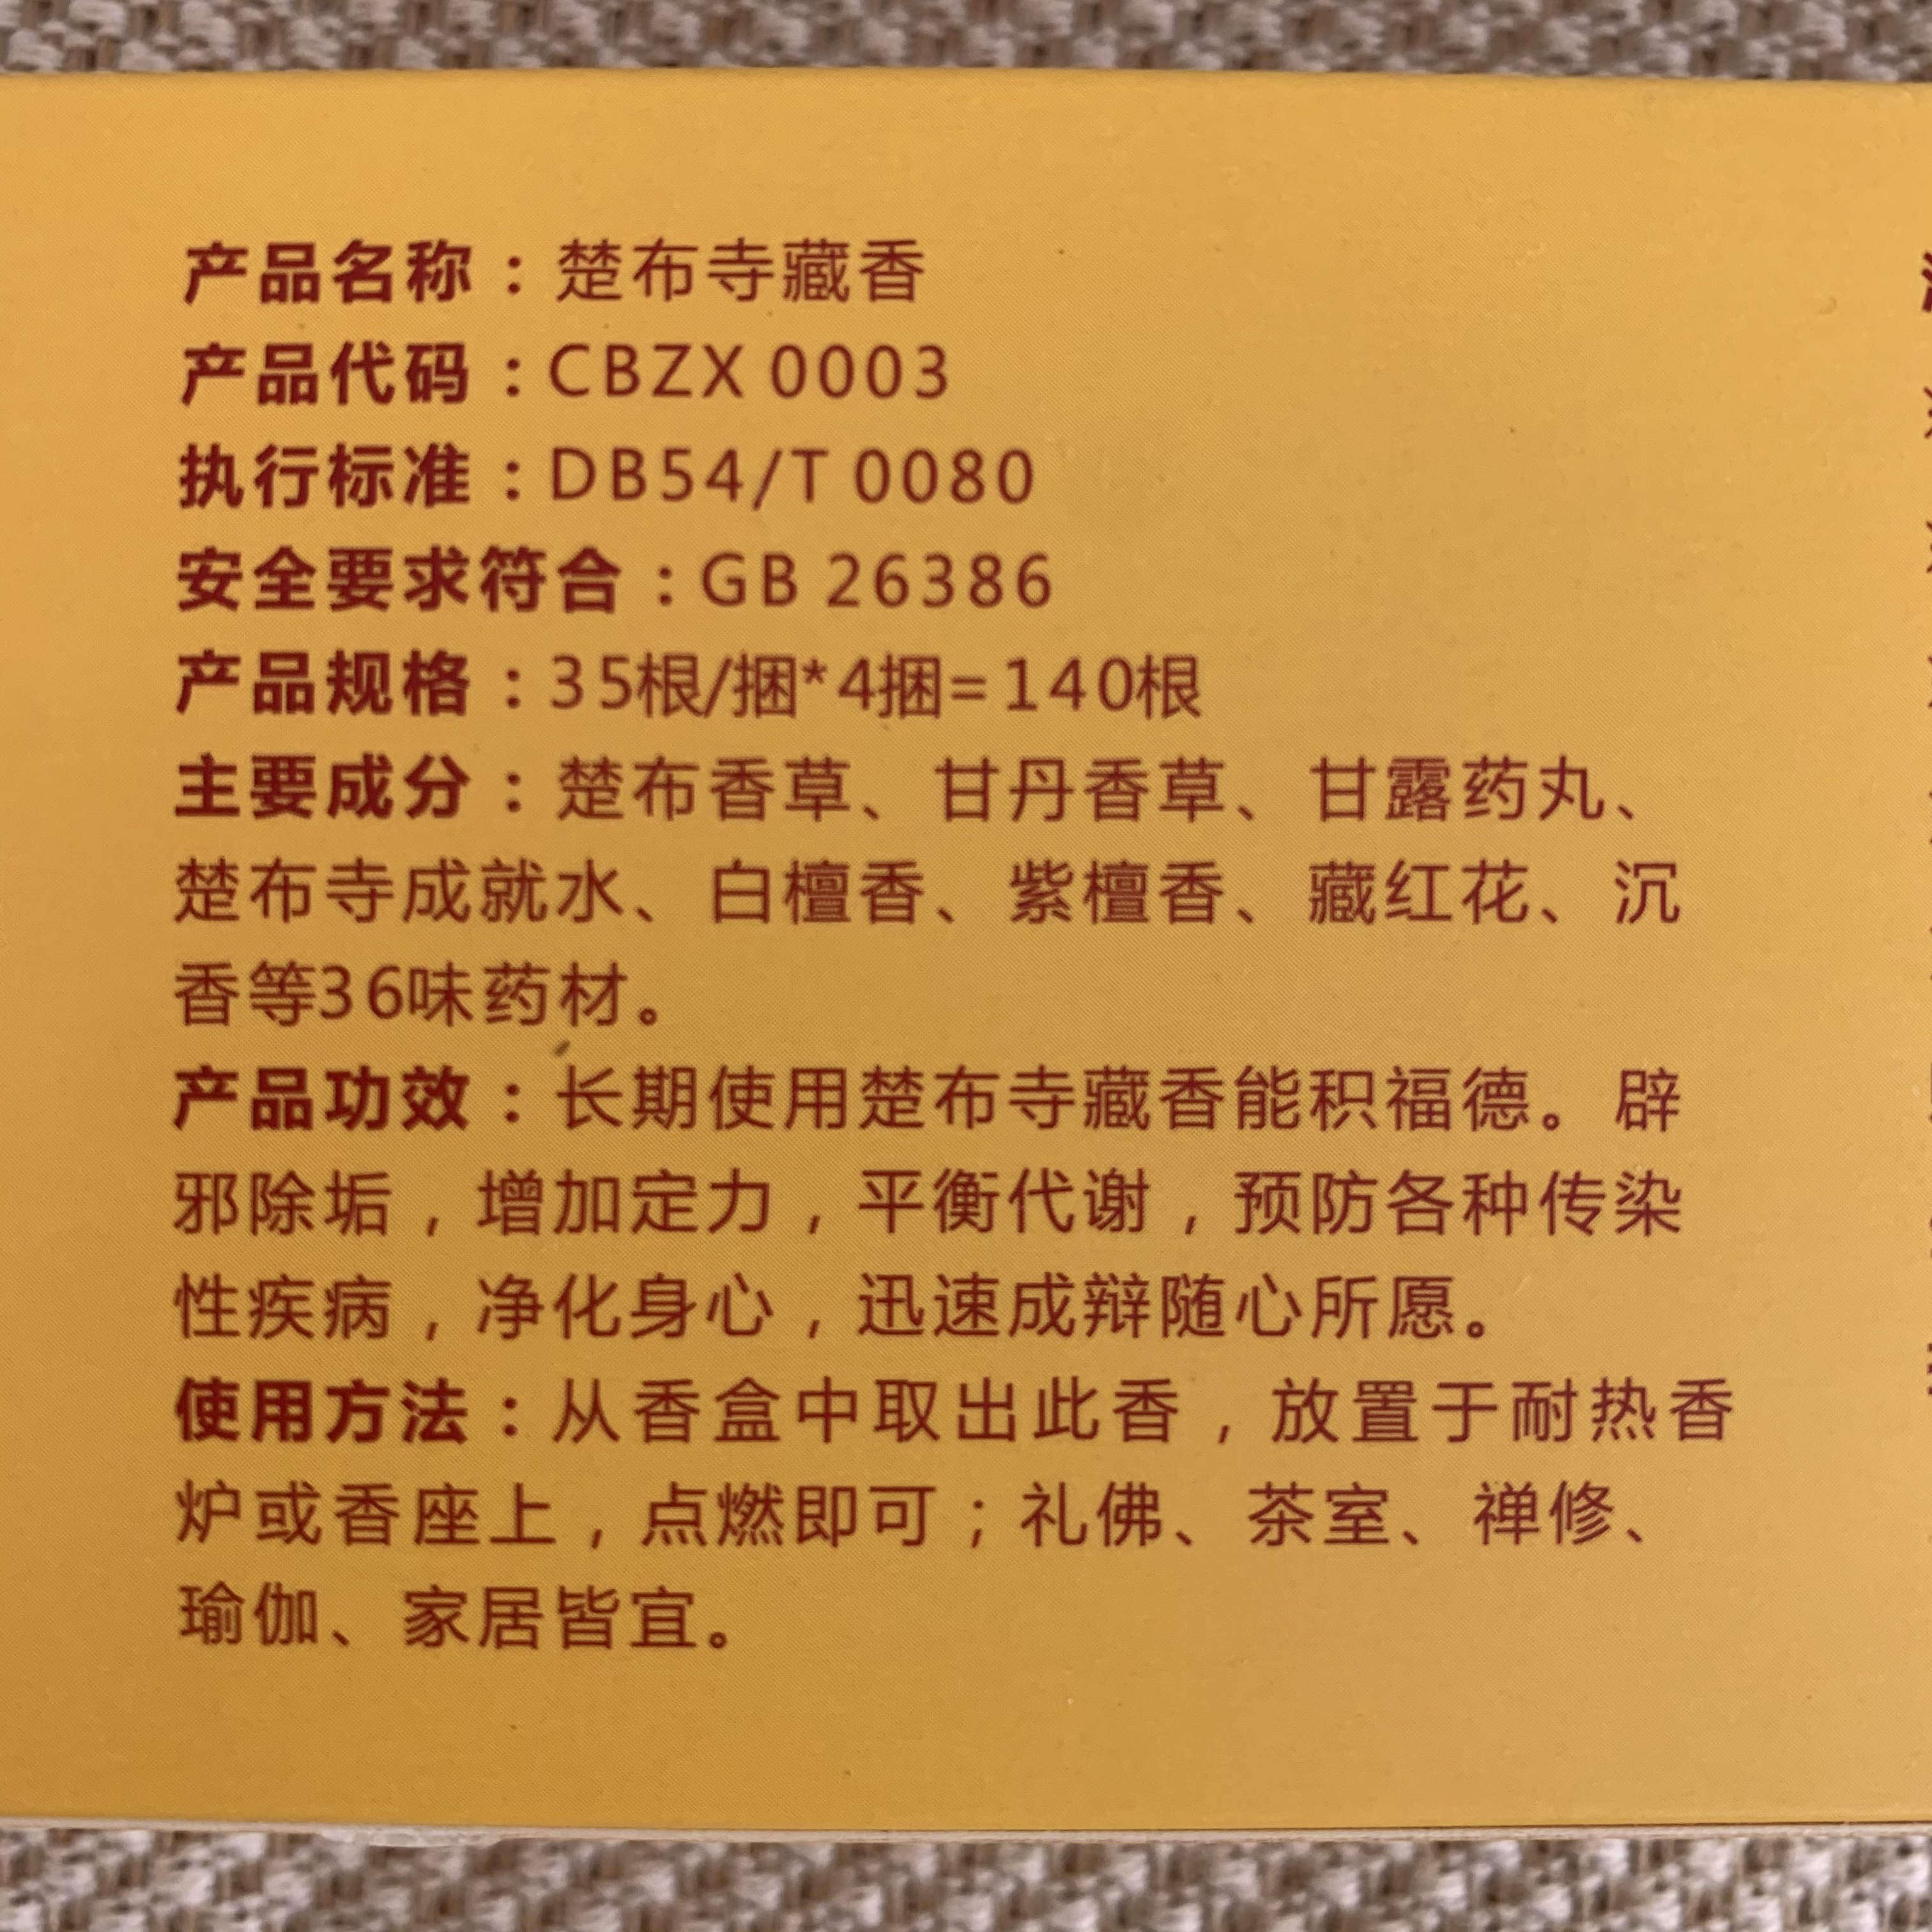 产品名称：楚布寺藏香
产品代码：CBZX 0003
执行标准：DB54/T 0080
安全要求符合：GB 26386
产品规格：35根/捆*4捆=140根
主要成分：楚布香草、甘丹香草、甘露药丸、
楚布寺成就水、白檀香、紫檀香、藏红花、沉
香等36味药材。
产品功效：长期使用楚布寺藏香能积福德。辟
邪除垢，增加定力，平衡代谢，预防各种传染
性疾病，净化身心，迅速成辩随心所愿。
使用方法：从香盒中取出此香，放置于耐热香
炉或香座上，点燃即可；礼佛、茶室、禅修、
瑜伽、家居皆宜。